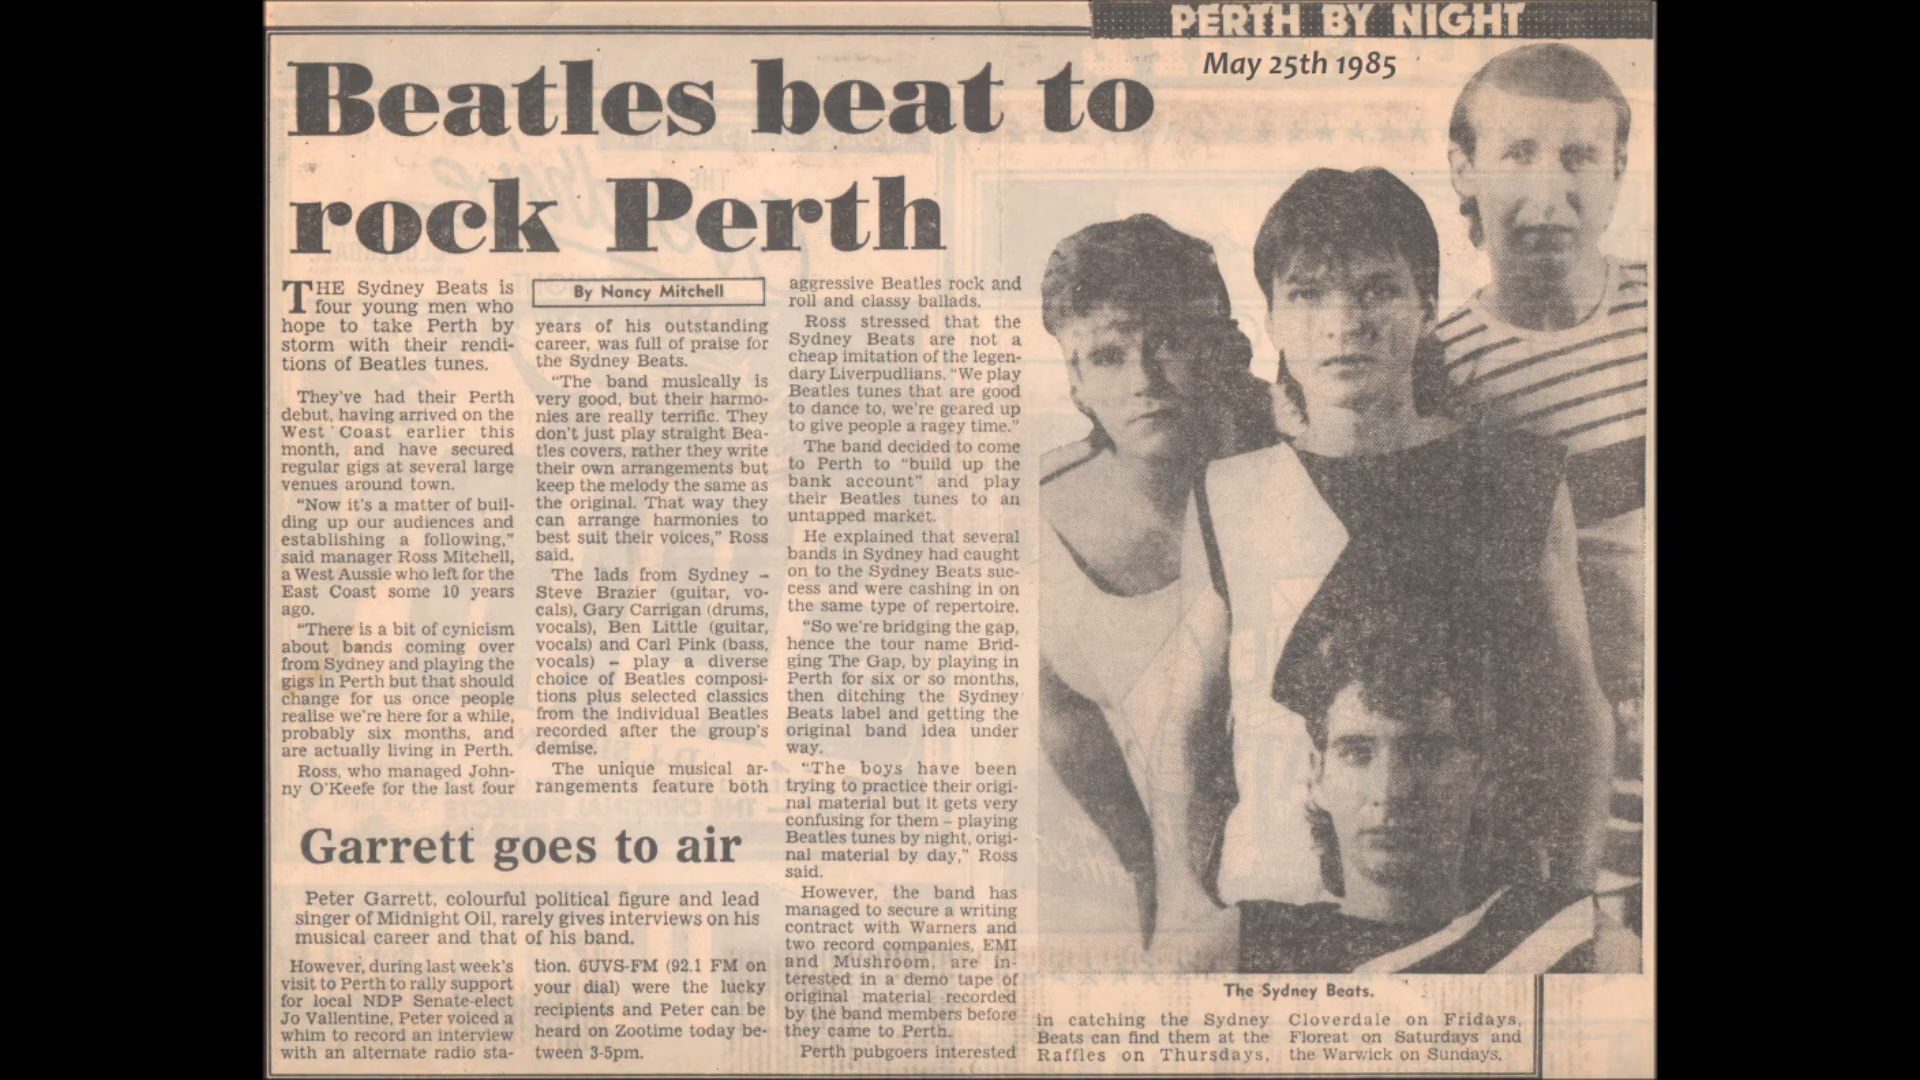 PERTH BY NIGHT
May 25th 1985
Beatles beat to
rock Perth
THE Sydney Beats is
four young men who
hope to take Perth by
storm with their rendi-
tions of Beatles tunes.
They've had their Perth
debut, having arrived on the
West Coast earlier this
month, and have secured
regular gigs at several large
venues around town.
"Now it's a matter of buil-
ding up our audiences and
establishing a following,"
said manager Ross Mitchell,
a West Aussie who left for the
East Coast some 10 years
ago.
"There is a bit of cynicism
about bands coming over
from Sydney and playing the
gigs in Perth but that should
change for us once people
realise we're here for a while,
probably six months, and
are actually living in Perth.
Ross, who managed John-
ny O'Keefe for the last four
By Nancy Mitchell
years of his outstanding
career, was full of praise for
the Sydney Beats.
"The band musically is
very good, but their harmo-
nies are really terrific. They
don't just play straight Bea-
tles covers, rather they write
their own arrangements but
keep the melody the same as
the original. That way they
can arrange harmonies to
best suit their voices," Ross
said.
The lads from Sydney –
Steve Brazier (guitar, vo-
cals), Gary Carrigan (drums,
vocals), Ben Little (guitar,
vocals) and Carl Pink (bass,
vocals) – play a diverse
choice of Beatles composi-
tions plus selected classics
from the individual Beatles
recorded after the group's
demise.
The unique musical ar-
rangements feature both
aggressive Beatles rock and
roll and classy ballads.
Ross stressed that the
Sydney Beats are not a
cheap imitation of the legen-
dary Liverpudlians. "We play
Beatles tunes that are good
to dance to, we're geared up
to give people a ragey time."
The band decided to come
to Perth to "build up the
bank account" and play
their Beatles tunes to an
untapped market.
He explained that several
bands in Sydney had caught
on to the Sydney Beats suc-
cess and were cashing in on
the same type of repertoire.
"So we're bridging the gap,
hence the tour name Brid-
ging The Gap, by playing in
Perth for six or so months,
then ditching the Sydney
Beats label and getting the
original band idea under
way.
"The boys have been
trying to practice their origi-
nal material but it gets very
confusing for them – playing
Beatles tunes by night, origi-
nal material by day," Ross
said.
However, the band has
managed to secure a writing
contract with Warners and
two record companies, EMI
and Mushroom, are in-
terested in a demo tape of
original material recorded
by the band members before
they came to Perth.
Perth pubgoers interested
The Sydney Beats.
in catching the Sydney
Beats can find them at the
Raffles on Thursdays,
Cloverdale on Fridays,
Floreat on Saturdays and
the Warwick on Sundays.
Garrett goes to air
Peter Garrett, colourful political figure and lead
singer of Midnight Oil, rarely gives interviews on his
musical career and that of his band.
However, during last week's
visit to Perth to rally support
for local NDP Senate-elect
Jo Vallentine, Peter voiced a
whim to record an interview
with an alternate radio sta-
tion. 6UVS-FM (92.1 FM on
your dial) were the lucky
recipients and Peter can be
heard on Zootime today be-
tween 3-5pm.